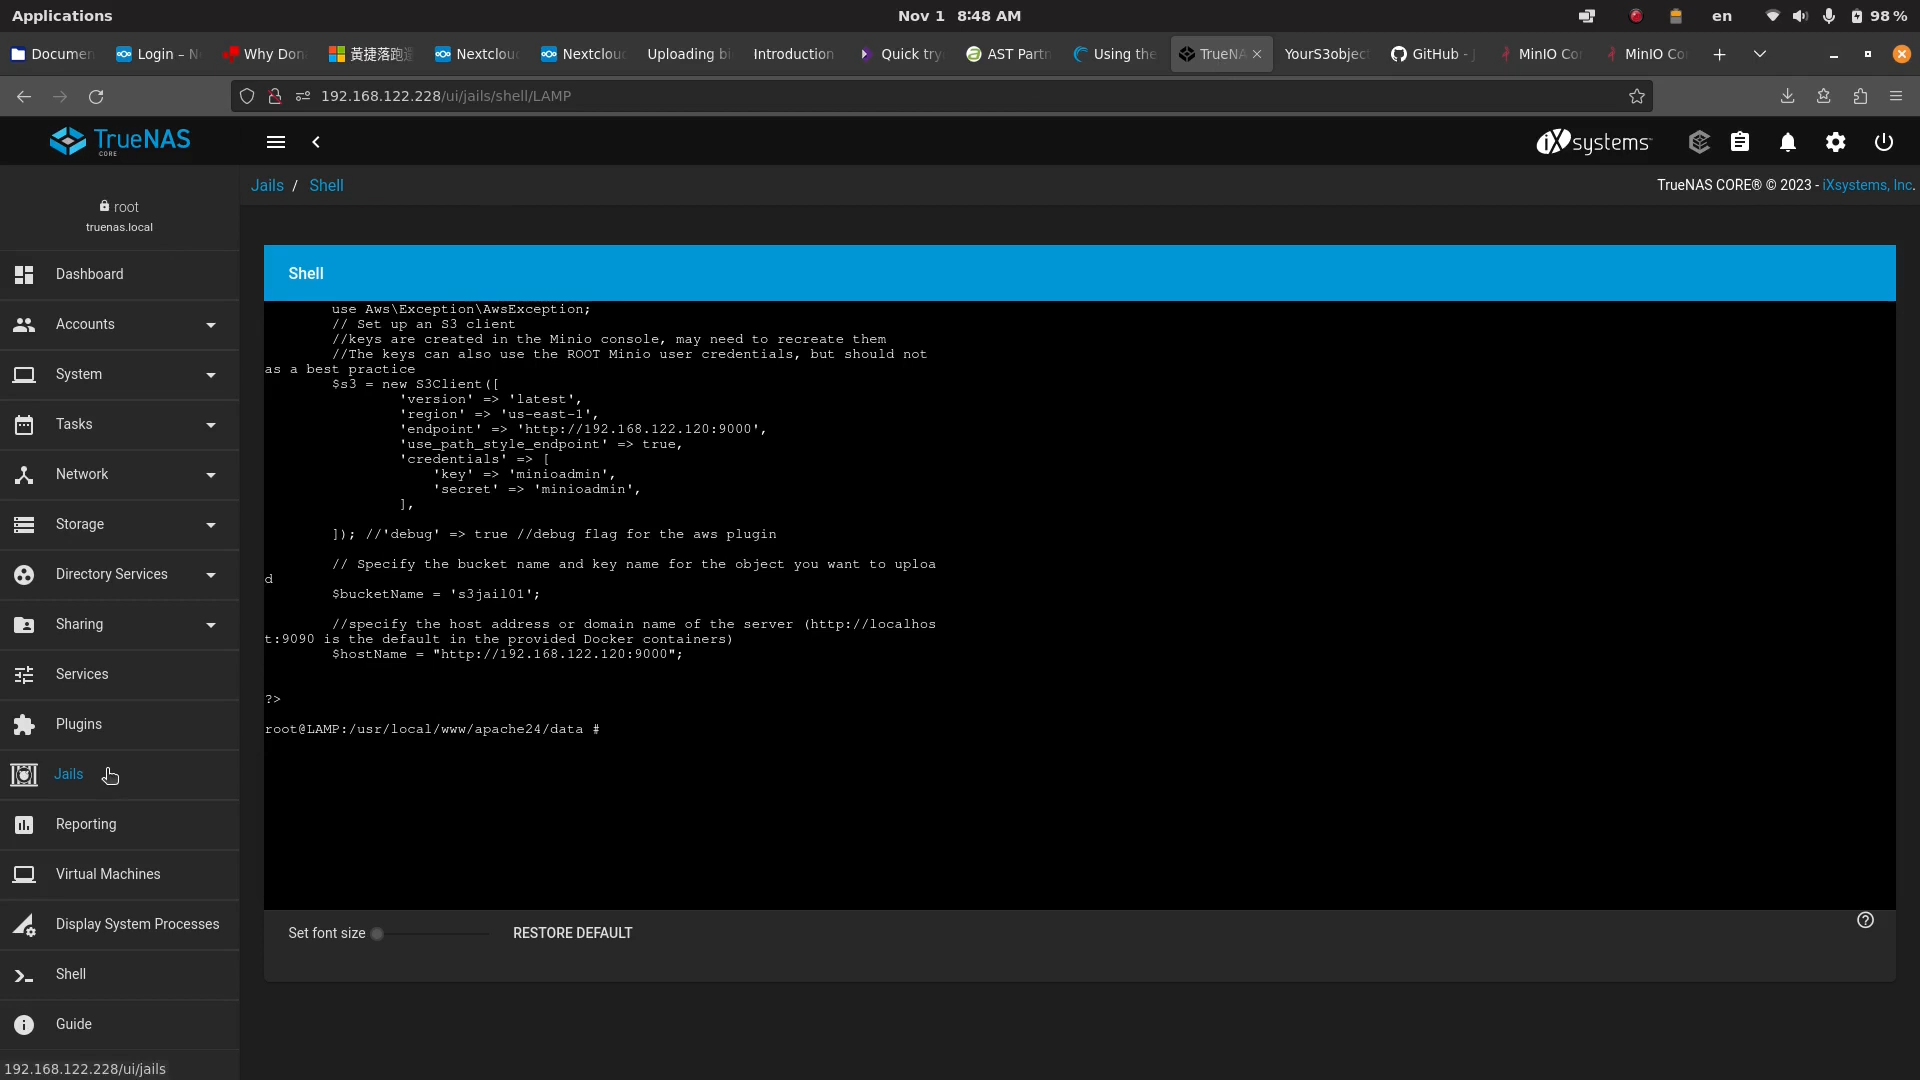 Applications
Nov 1 8:48 AM
en
98 %
Documen
Login – N
Why Don
黃捷落跑
Nextclou
Nextclou
Uploading bi
Introduction
Quick try
AST Partn
Using the
TrueNA
YourS3object
GitHub - j
MinIO Co
MinIO Co
192.168.122.228/ui/jails/shell/LAMP
TrueNAS
CORE
iXsystems
Jails / Shell
TrueNAS CORE® © 2023 - iXsystems, Inc.
root
truenas.local
Dashboard
Accounts
System
Tasks
Network
Storage
Directory Services
Sharing
Services
Plugins
Jails
Reporting
Virtual Machines
Display System Processes
Shell
Guide
192.168.122.228/ui/jails
Shell
use Aws\Exception\AwsException;
// Set up an S3 client
//keys are created in the Minio console, may need to recreate them
//The keys can also use the ROOT Minio user credentials, but should not
as a best practice
$s3 = new S3Client([
'version' => 'latest',
'region' => 'us-east-1',
'endpoint' => 'http://192.168.122.120:9000',
'use_path_style_endpoint' => true,
'credentials' => [
'key' => 'minioadmin',
'secret' => 'minioadmin',
],
]); //'debug' => true //debug flag for the aws plugin
// Specify the bucket name and key name for the object you want to uploa
d
$bucketName = 's3jail01';
//specify the host address or domain name of the server (http://localhos
t:9090 is the default in the provided Docker containers)
$hostName = "http://192.168.122.120:9000";
?>
root@LAMP:/usr/local/www/apache24/data #
Set font size
RESTORE DEFAULT